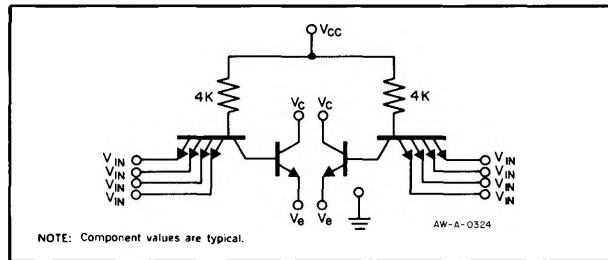 VCC
4K
4K
VC
VC
VIN
VIN
VIN
VIN
VIN
VIN
VIN
VIN
Ve
Ve
AW-A-0324
NOTE: Component values are typical.